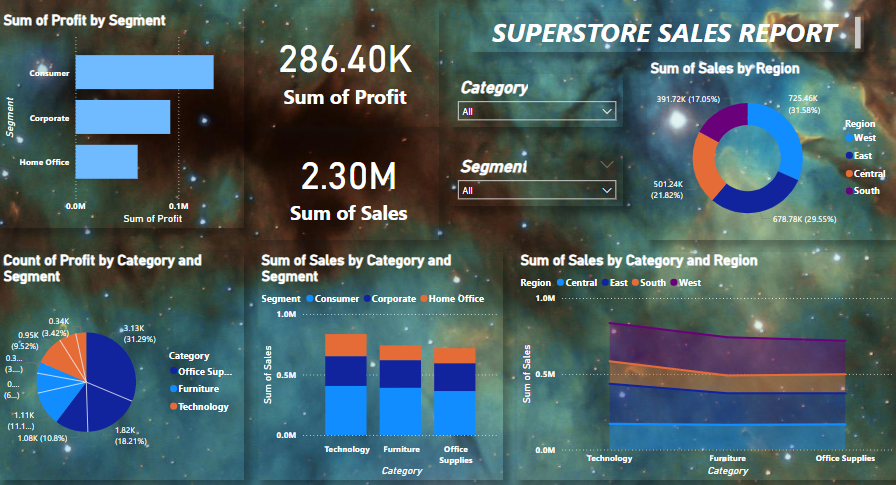 Sum of Profit by Segment
Segment
Consumer
Corporate
Home Office
0.0M
0.1M
Sum of Profit
286.40K
Sum of Profit
2.30M
Sum of Sales
SUPERSTORE SALES REPORT
Category
All
Segment
All
Sum of Sales by Region
391.72K (17.05%)
725.46K
(31.58%)
501.24K
(21.82%)
678.78K (29.55%)
Region
West
East
Central
South
Count of Profit by Category and
Segment
0.34K
(3.42%)
0.95K
(9.52%)
0.3...
(3....)
0....
(6...)
1.11K
(11.1...)
1.08K (10.8%)
3.13K
(31.29%)
1.82K
(18.21%)
Category
Office Sup...
Furniture
Technology
Sum of Sales by Category and
Segment
Segment
Consumer
Corporate
Home Office
1.0M
0.5M
0.0M
Sum of Sales
Technology
Furniture
Office
Supplies
Category
Sum of Sales by Category and Region
Region
Central
East
South
West
1.0M
0.5M
0.0M
Sum of Sales
Technology
Furniture
Office Supplies
Category